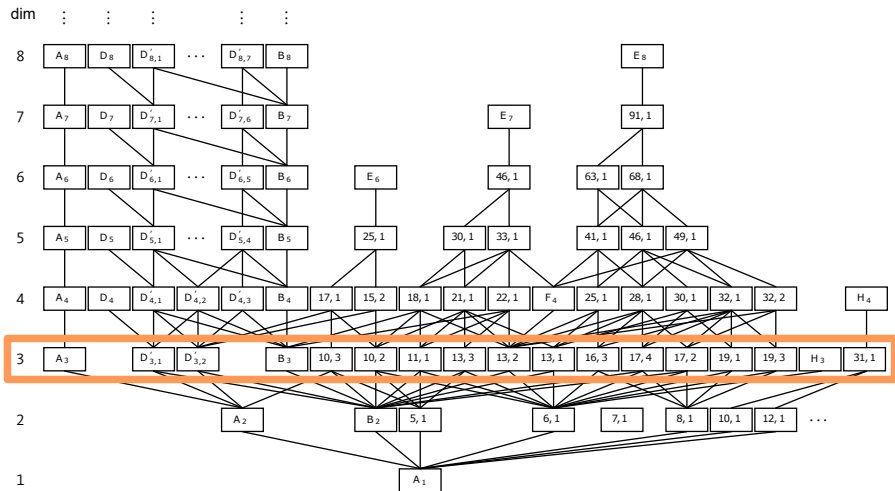 dim ⋮ ⋮ ⋮ ⋮ ⋮
8 A₈ D₈ D′₈,₁ ⋯ D′₈,₇ B₈ E₈
7 A₇ D₇ D′₇,₁ ⋯ D′₇,₆ B₇ E₇ 91, 1
6 A₆ D₆ D′₆,₁ ⋯ D′₆,₅ B₆ E₆ 46, 1 63, 1 68, 1
5 A₅ D₅ D′₅,₁ ⋯ D′₅,₄ B₅ 25, 1 30, 1 33, 1 41, 1 46, 1 49, 1
4 A₄ D₄ D′₄,₁ D′₄,₂ D′₄,₃ B₄ 17, 1 15, 2 18, 1 21, 1 22, 1 F₄ 25, 1 28, 1 30, 1 32, 1 32, 2 H₄
3 A₃ D′₃,₁ D′₃,₂ B₃ 10, 3 10, 2 11, 1 13, 3 13, 2 13, 1 16, 3 17, 4 17, 2 19, 1 19, 3 H₃ 31, 1
2 A₂ B₂ 5, 1 6, 1 7, 1 8, 1 10, 1 12, 1 ⋯
1 A₁